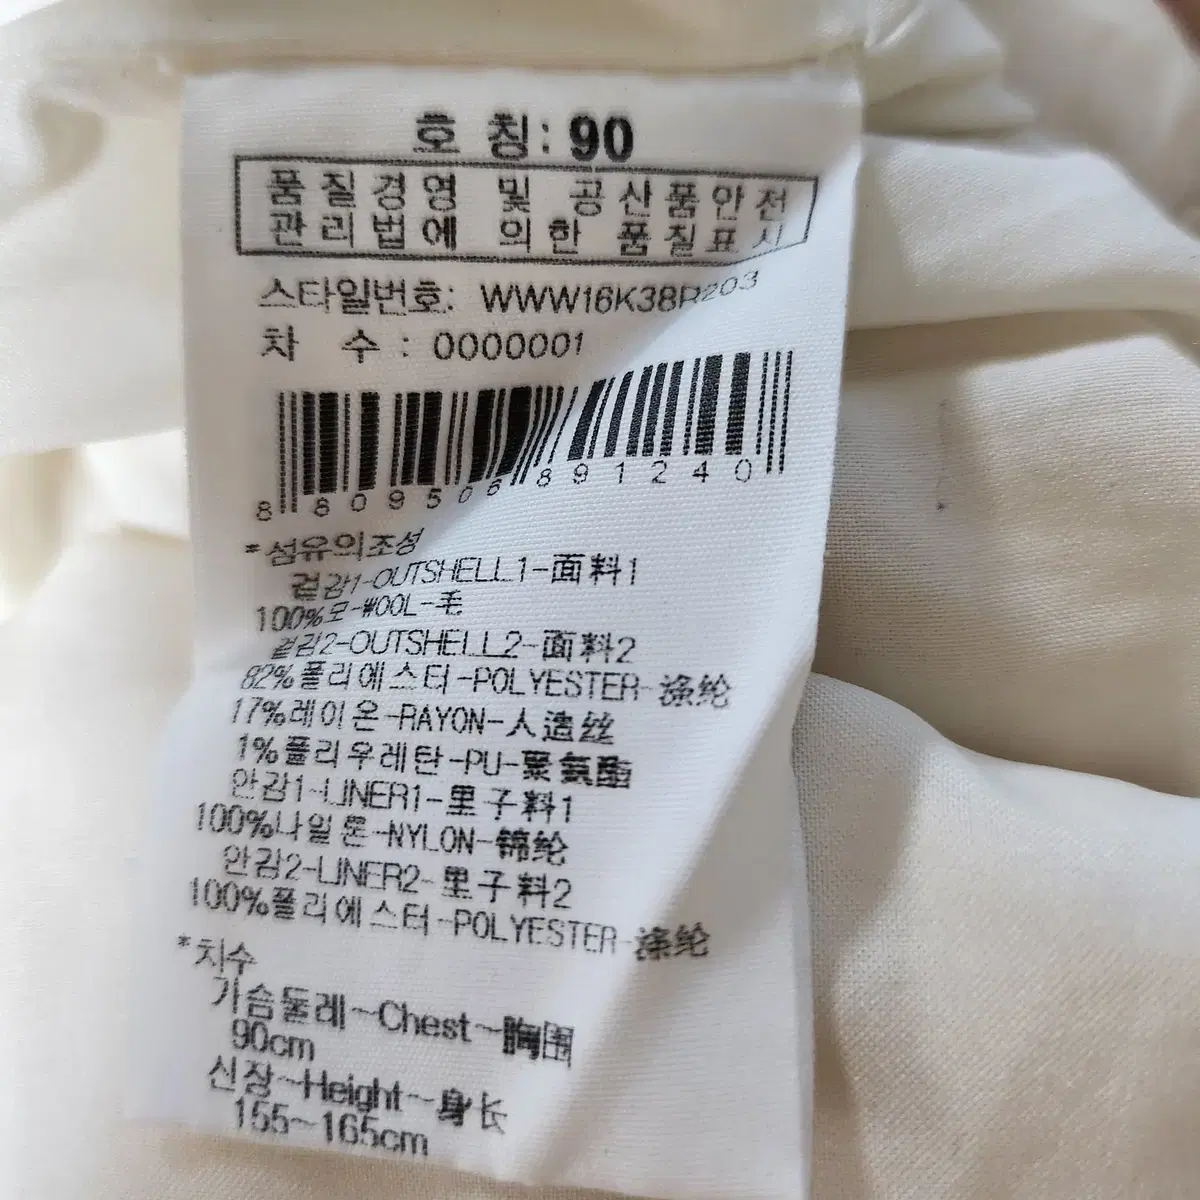 호 칭: 90
품질경영 및 공산품안전
관리법에 의한 품질표시
스타일번호: WWW16K38R203
차 수: 0000001
8 809506 891240
*섬유의조성
겉감1-OUTSHELL1-面料1
100%모-WOOL-毛
겉감2-OUTSHELL2-面料2
82%폴리에스터-POLYESTER-涤纶
17%레이온-RAYON-人造丝
1%폴리우레탄-PU-聚氨酯
안감1-LINER1-里子料1
100%나일론-NYLON-锦纶
안감2-LINER2-里子料2
100%폴리에스터-POLYESTER-涤纶
*치수
가슴둘레~Chest~胸围
90cm
신장~Height~身长
155~165cm